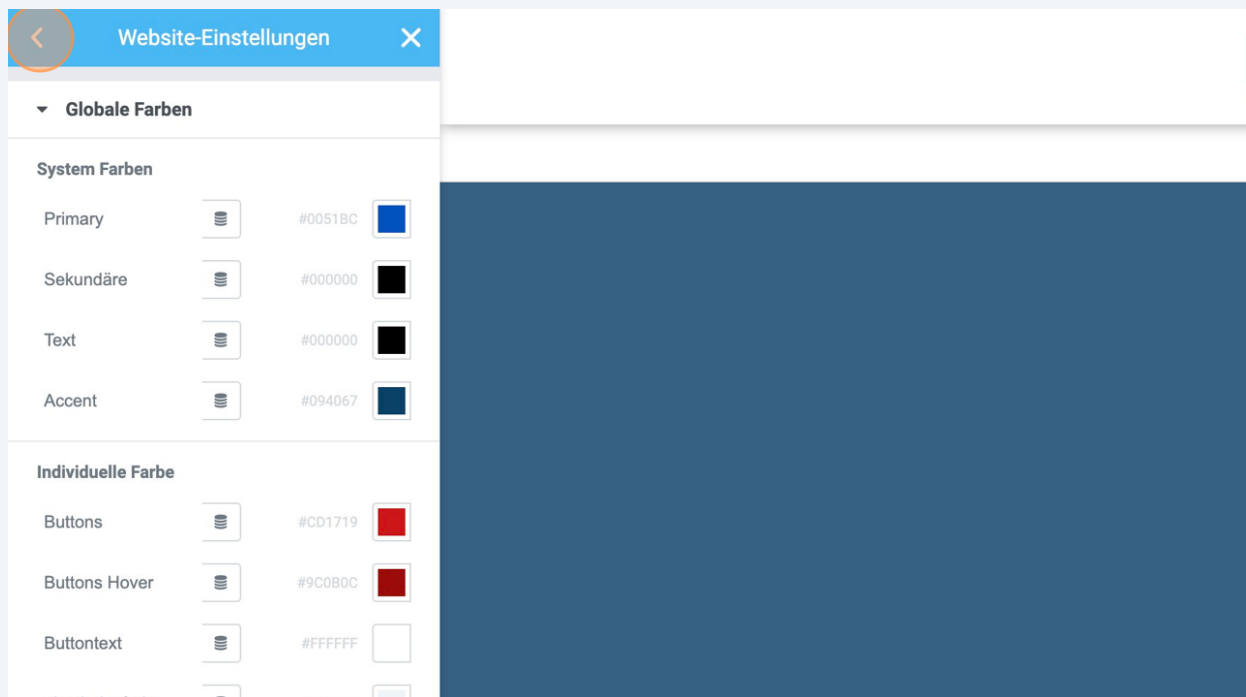 Website-Einstellungen
Globale Farben
System Farben
Primary #0051BC
Sekundäre #000000
Text #000000
Accent #094067
Individuelle Farbe
Buttons #CD1719
Buttons Hover #9C0B0C
Buttontext #FFFFFF